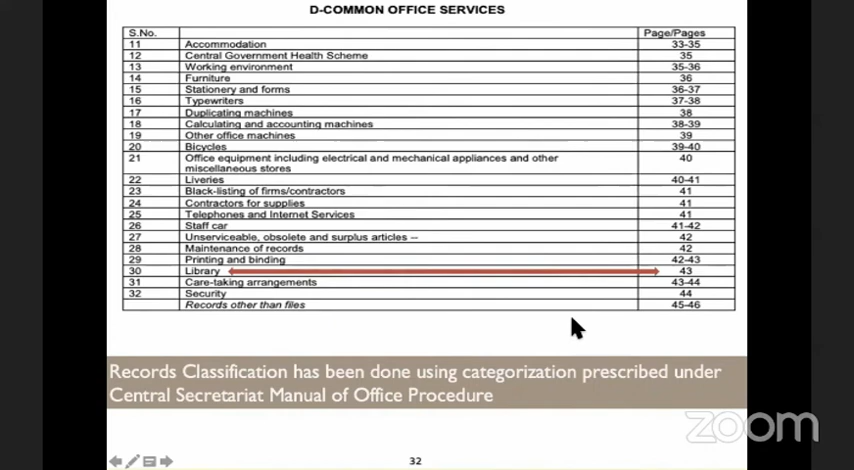 D-COMMON OFFICE SERVICES
S.No. Page/Pages
11 Accommodation 33-35
12 Central Government Health Scheme 35
13 Working environment 35-36
14 Furniture 36
15 Stationery and forms 36-37
16 Typewriters 37-38
17 Duplicating machines 38
18 Calculating and accounting machines 38-39
19 Other office machines 39
20 Bicycles 39-40
21 Office equipment including electrical and mechanical appliances and other 40
miscellaneous stores
22 Liveries 40-41
23 Black-listing of firms/contractors 41
24 Contractors for supplies 41
25 Telephones and Internet Services 41
26 Staff car 41-42
27 Unserviceable, obsolete and surplus articles -- 42
28 Maintenance of records 42
29 Printing and binding 42-43
30 Library 43
31 Care-taking arrangements 43-44
32 Security 44
Records other than files 45-46
Records Classification has been done using categorization prescribed under
Central Secretariat Manual of Office Procedure
zoom
32